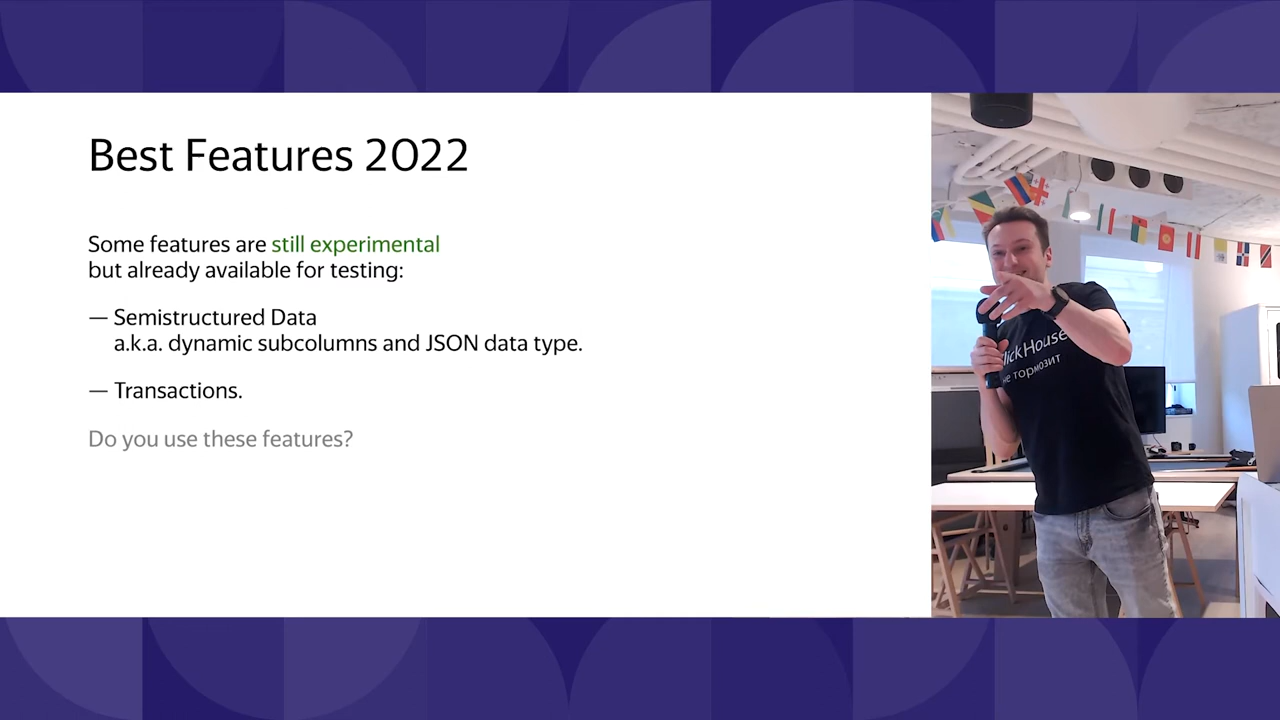 Best Features 2022
Some features are still experimental
but already available for testing:
— Semistructured Data
a.k.a. dynamic subcolumns and JSON data type.
— Transactions.
Do you use these features?
lickHouse
не тормозит